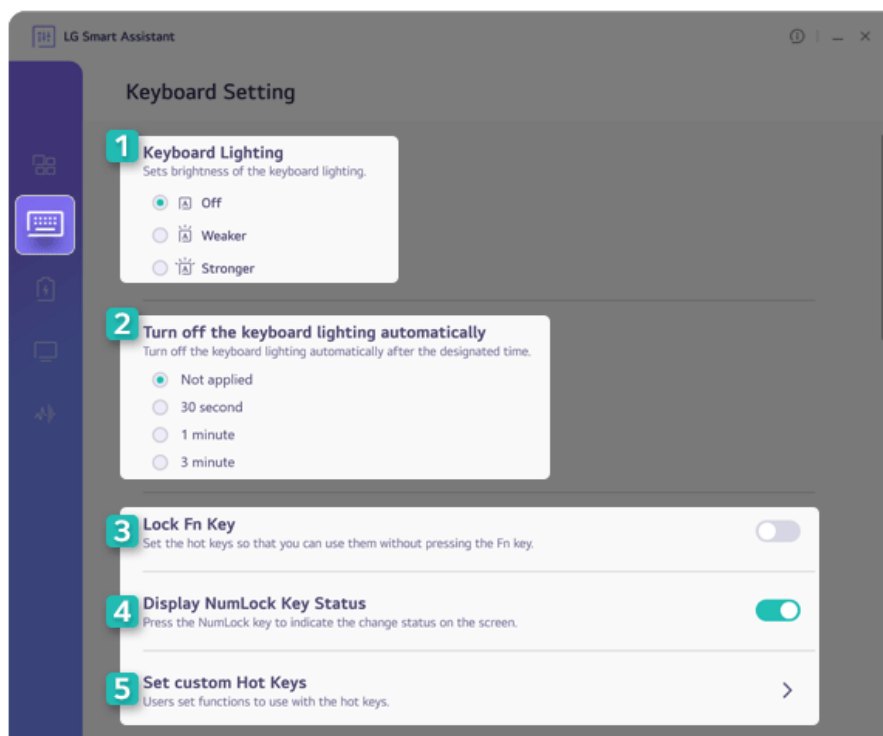 LG Smart Assistant
Keyboard Setting
1
Keyboard Lighting
Sets brightness of the keyboard lighting.
A Off
A Weaker
A Stronger
2
Turn off the keyboard lighting automatically
Turn off the keyboard lighting automatically after the designated time.
Not applied
30 second
1 minute
3 minute
3
Lock Fn Key
Set the hot keys so that you can use them without pressing the Fn key.
4
Display NumLock Key Status
Press the NumLock key to indicate the change status on the screen.
5
Set custom Hot Keys
Users set functions to use with the hot keys.